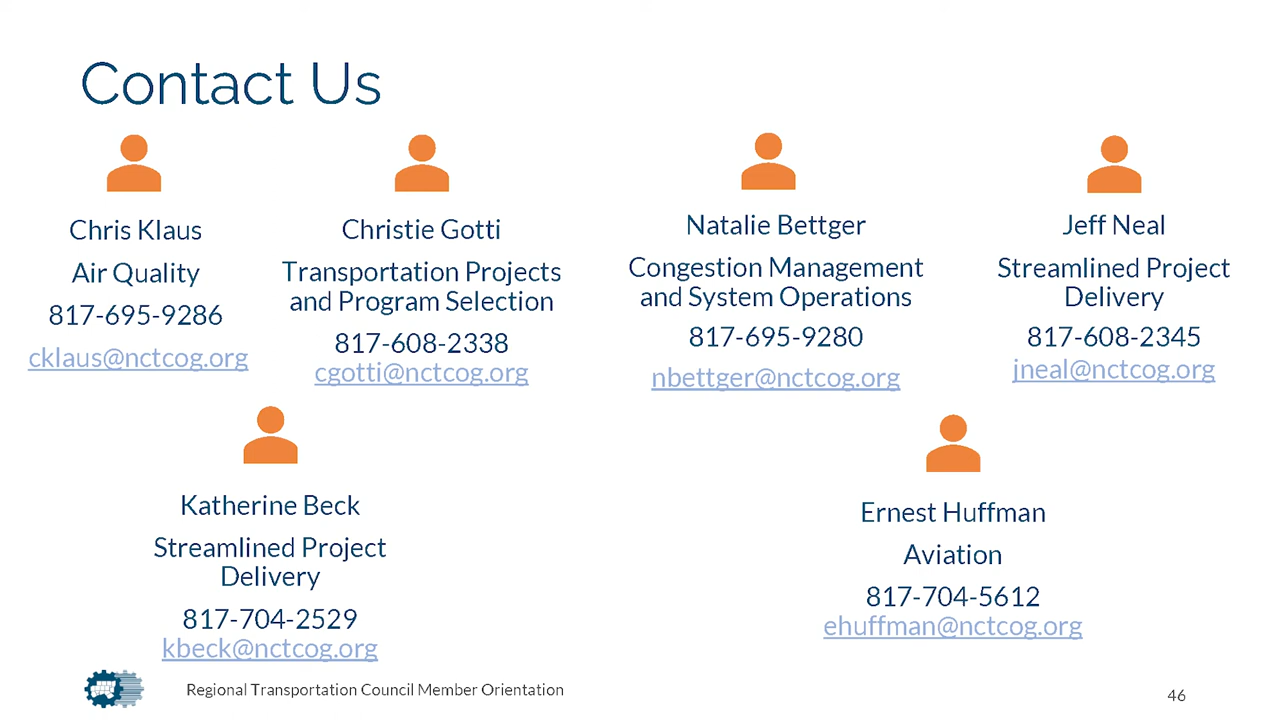 Contact Us
Chris Klaus
Air Quality
817-695-9286
cklaus@nctcog.org
Christie Gotti
Transportation Projects
and Program Selection
817-608-2338
cgotti@nctcog.org
Natalie Bettger
Congestion Management
and System Operations
817-695-9280
nbettger@nctcog.org
Jeff Neal
Streamlined Project
Delivery
817-608-2345
jneal@nctcog.org
Katherine Beck
Streamlined Project
Delivery
817-704-2529
kbeck@nctcog.org
Ernest Huffman
Aviation
817-704-5612
ehuffman@nctcog.org
Regional Transportation Council Member Orientation
46